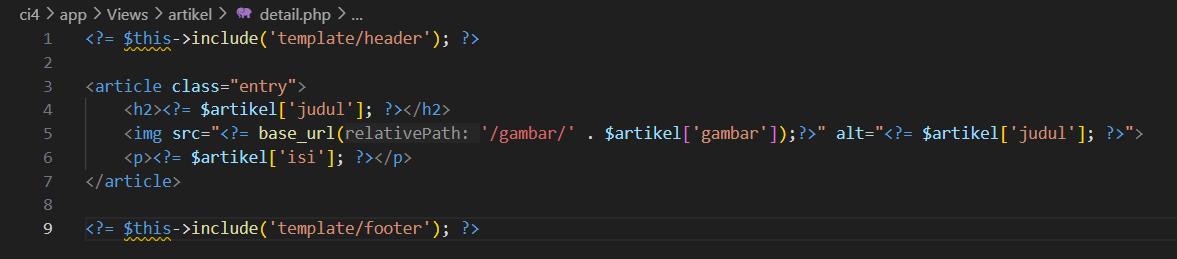 ci4 > app > Views > artikel > detail.php > ...
1 <?= $this->include('template/header'); ?>
2
3 <article class="entry">
4     <h2><?= $artikel['judul']; ?></h2>
5     <img src="<?= base_url(relativePath: '/gambar/' . $artikel['gambar']);?>" alt="<?= $artikel['judul']; ?>">
6     <p><?= $artikel['isi']; ?></p>
7 </article>
8
9 <?= $this->include('template/footer'); ?>